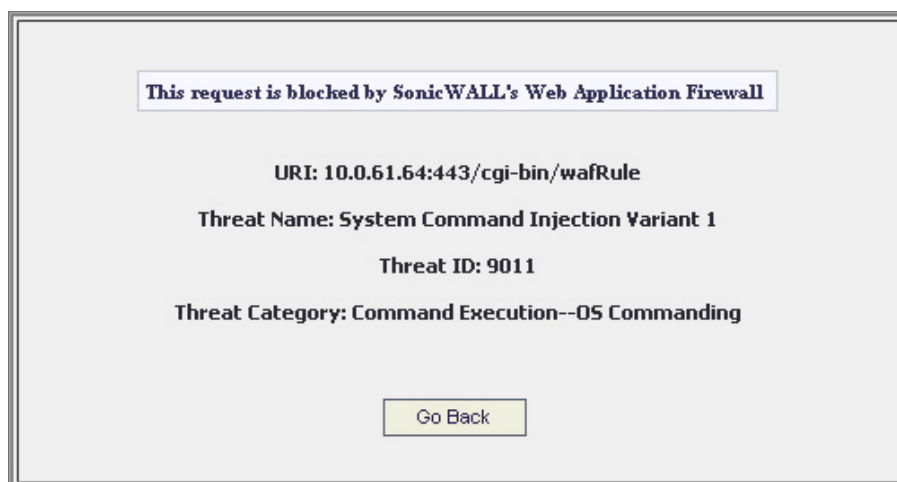 This request is blocked by SonicWALL's Web Application Firewall
URI: 10.0.61.64:443/cgi-bin/wafRule
Threat Name: System Command Injection Variant 1
Threat ID: 9011
Threat Category: Command Execution--OS Commanding
Go Back